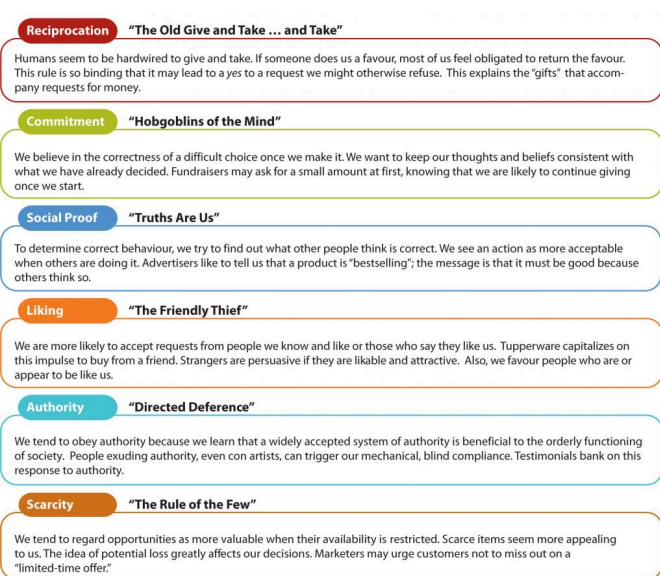 Reciprocation "The Old Give and Take … and Take"
Humans seem to be hardwired to give and take. If someone does us a favour, most of us feel obligated to return the favour.
This rule is so binding that it may lead to a yes to a request we might otherwise refuse. This explains the "gifts" that accom-
pany requests for money.
Commitment "Hobgoblins of the Mind"
We believe in the correctness of a difficult choice once we make it. We want to keep our thoughts and beliefs consistent with
what we have already decided. Fundraisers may ask for a small amount at first, knowing that we are likely to continue giving
once we start.
Social Proof "Truths Are Us"
To determine correct behaviour, we try to find out what other people think is correct. We see an action as more acceptable
when others are doing it. Advertisers like to tell us that a product is "bestselling"; the message is that it must be good because
others think so.
Liking "The Friendly Thief"
We are more likely to accept requests from people we know and like or those who say they like us. Tupperware capitalizes on
this impulse to buy from a friend. Strangers are persuasive if they are likable and attractive. Also, we favour people who are or
appear to be like us.
Authority "Directed Deference"
We tend to obey authority because we learn that a widely accepted system of authority is beneficial to the orderly functioning
of society. People exuding authority, even con artists, can trigger our mechanical, blind compliance. Testimonials bank on this
response to authority.
Scarcity "The Rule of the Few"
We tend to regard opportunities as more valuable when their availability is restricted. Scarce items seem more appealing
to us. The idea of potential loss greatly affects our decisions. Marketers may urge customers not to miss out on a
"limited-time offer."